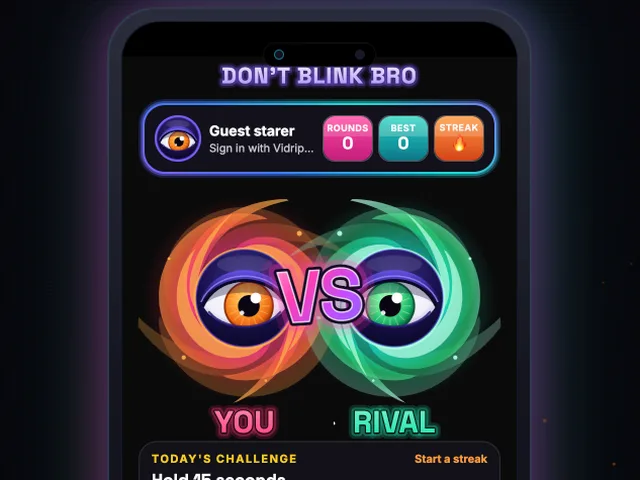 DON'T BLINK BRO
Guest starer
Sign in with Vidrip...
ROUNDS
0
BEST
0
STREAK
VS
YOU
RIVAL
TODAY'S CHALLENGE
Start a streak
Hold 45 seconds